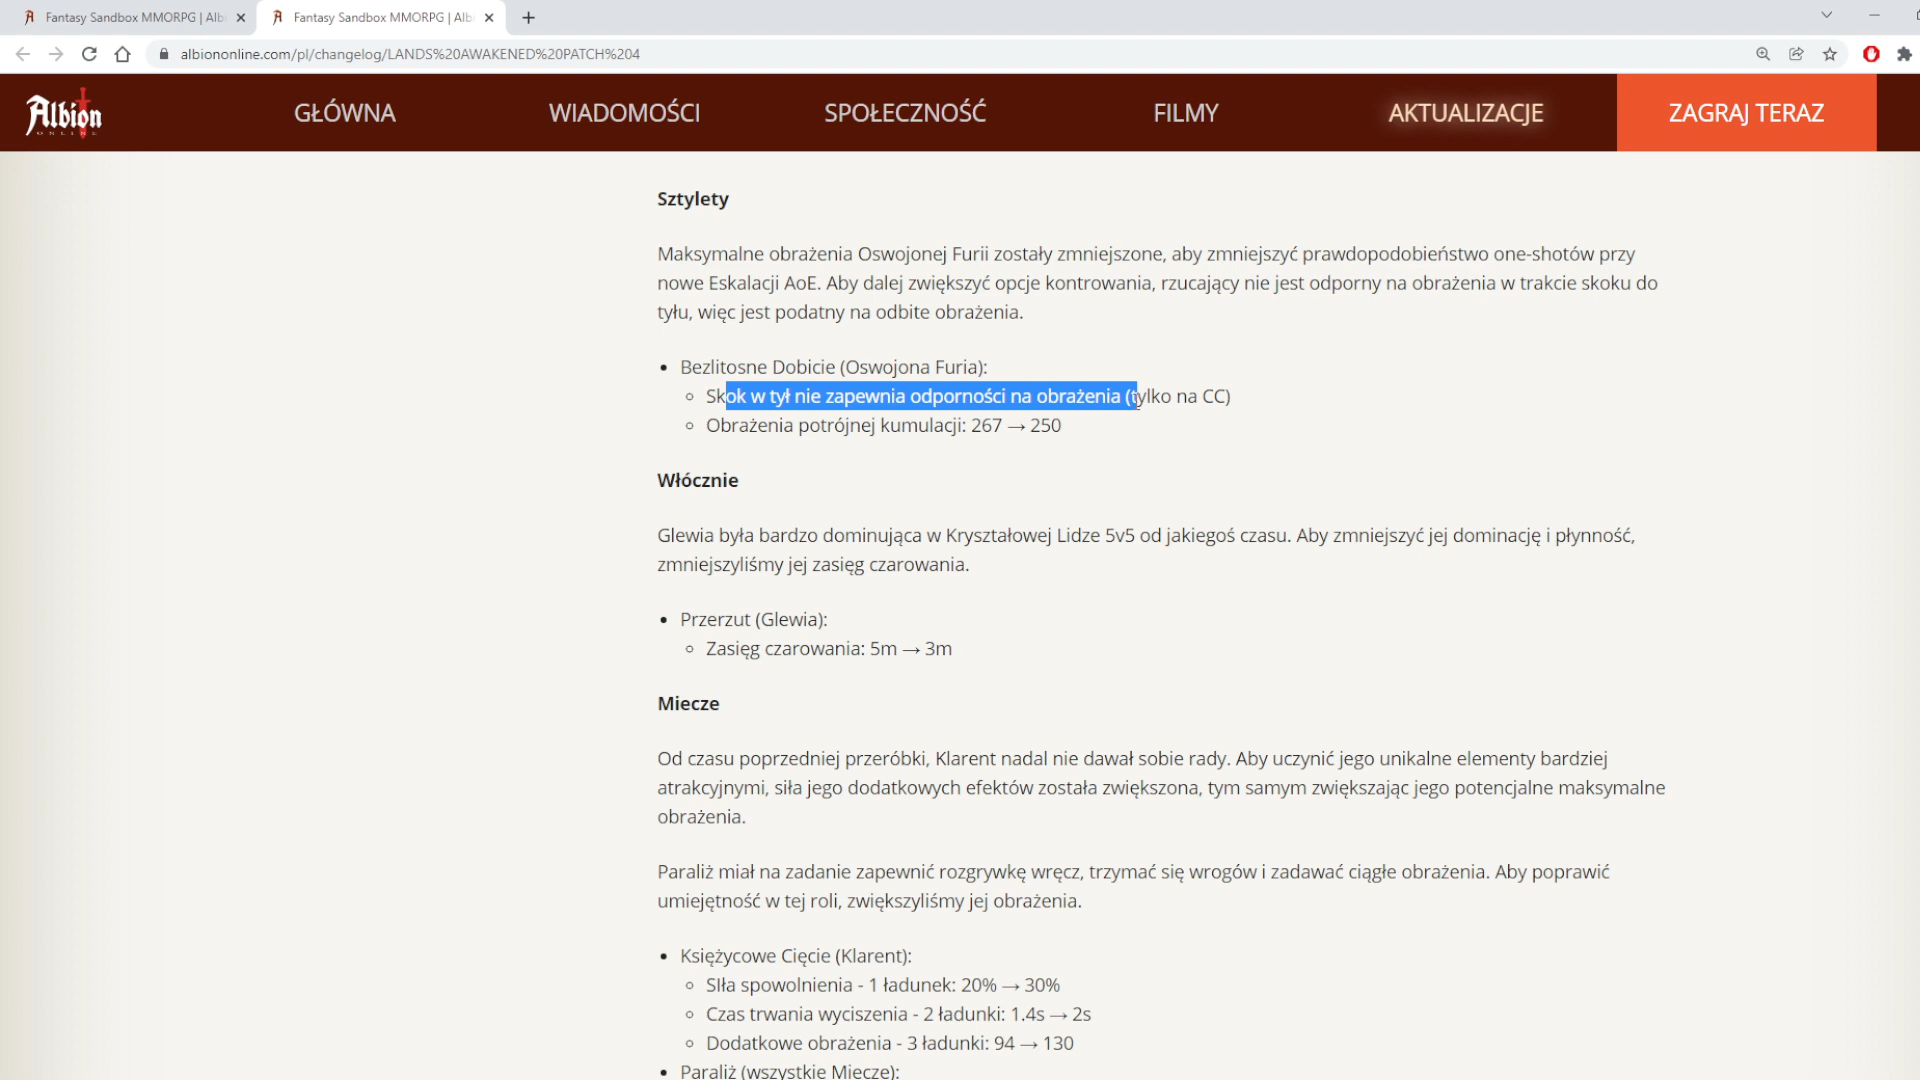 Fantasy Sandbox MMORPG | Alb
Fantasy Sandbox MMORPG | Alb
albiononline.com/pl/changelog/LANDS%20AWAKENED%20PATCH%204
Albion
ONLINE
GŁÓWNA
WIADOMOŚCI
SPOŁECZNOŚĆ
FILMY
AKTUALIZACJE
ZAGRAJ TERAZ
Sztylety
Maksymalne obrażenia Oswojonej Furii zostały zmniejszone, aby zmniejszyć prawdopodobieństwo one-shotów przy
nowe Eskalacji AoE. Aby dalej zwiększyć opcje kontrowania, rzucający nie jest odporny na obrażenia w trakcie skoku do
tyłu, więc jest podatny na odbite obrażenia.
• Bezlitosne Dobicie (Oswojona Furia):
◦ Skok w tył nie zapewnia odporności na obrażenia (tylko na CC)
◦ Obrażenia potrójnej kumulacji: 267 → 250
Włócznie
Glewia była bardzo dominująca w Kryształowej Lidze 5v5 od jakiegoś czasu. Aby zmniejszyć jej dominację i płynność,
zmniejszyliśmy jej zasięg czarowania.
• Przerzut (Glewia):
◦ Zasięg czarowania: 5m → 3m
Miecze
Od czasu poprzedniej przeróbki, Klarent nadal nie dawał sobie rady. Aby uczynić jego unikalne elementy bardziej
atrakcyjnymi, siła jego dodatkowych efektów została zwiększona, tym samym zwiększając jego potencjalne maksymalne
obrażenia.
Paraliż miał na zadanie zapewnić rozgrywkę wręcz, trzymać się wrogów i zadawać ciągłe obrażenia. Aby poprawić
umiejętność w tej roli, zwiększyliśmy jej obrażenia.
• Księżycowe Cięcie (Klarent):
◦ SIła spowolnienia - 1 ładunek: 20% → 30%
◦ Czas trwania wyciszenia - 2 ładunki: 1.4s → 2s
◦ Dodatkowe obrażenia - 3 ładunki: 94 → 130
• Paraliż (wszystkie Miecze):